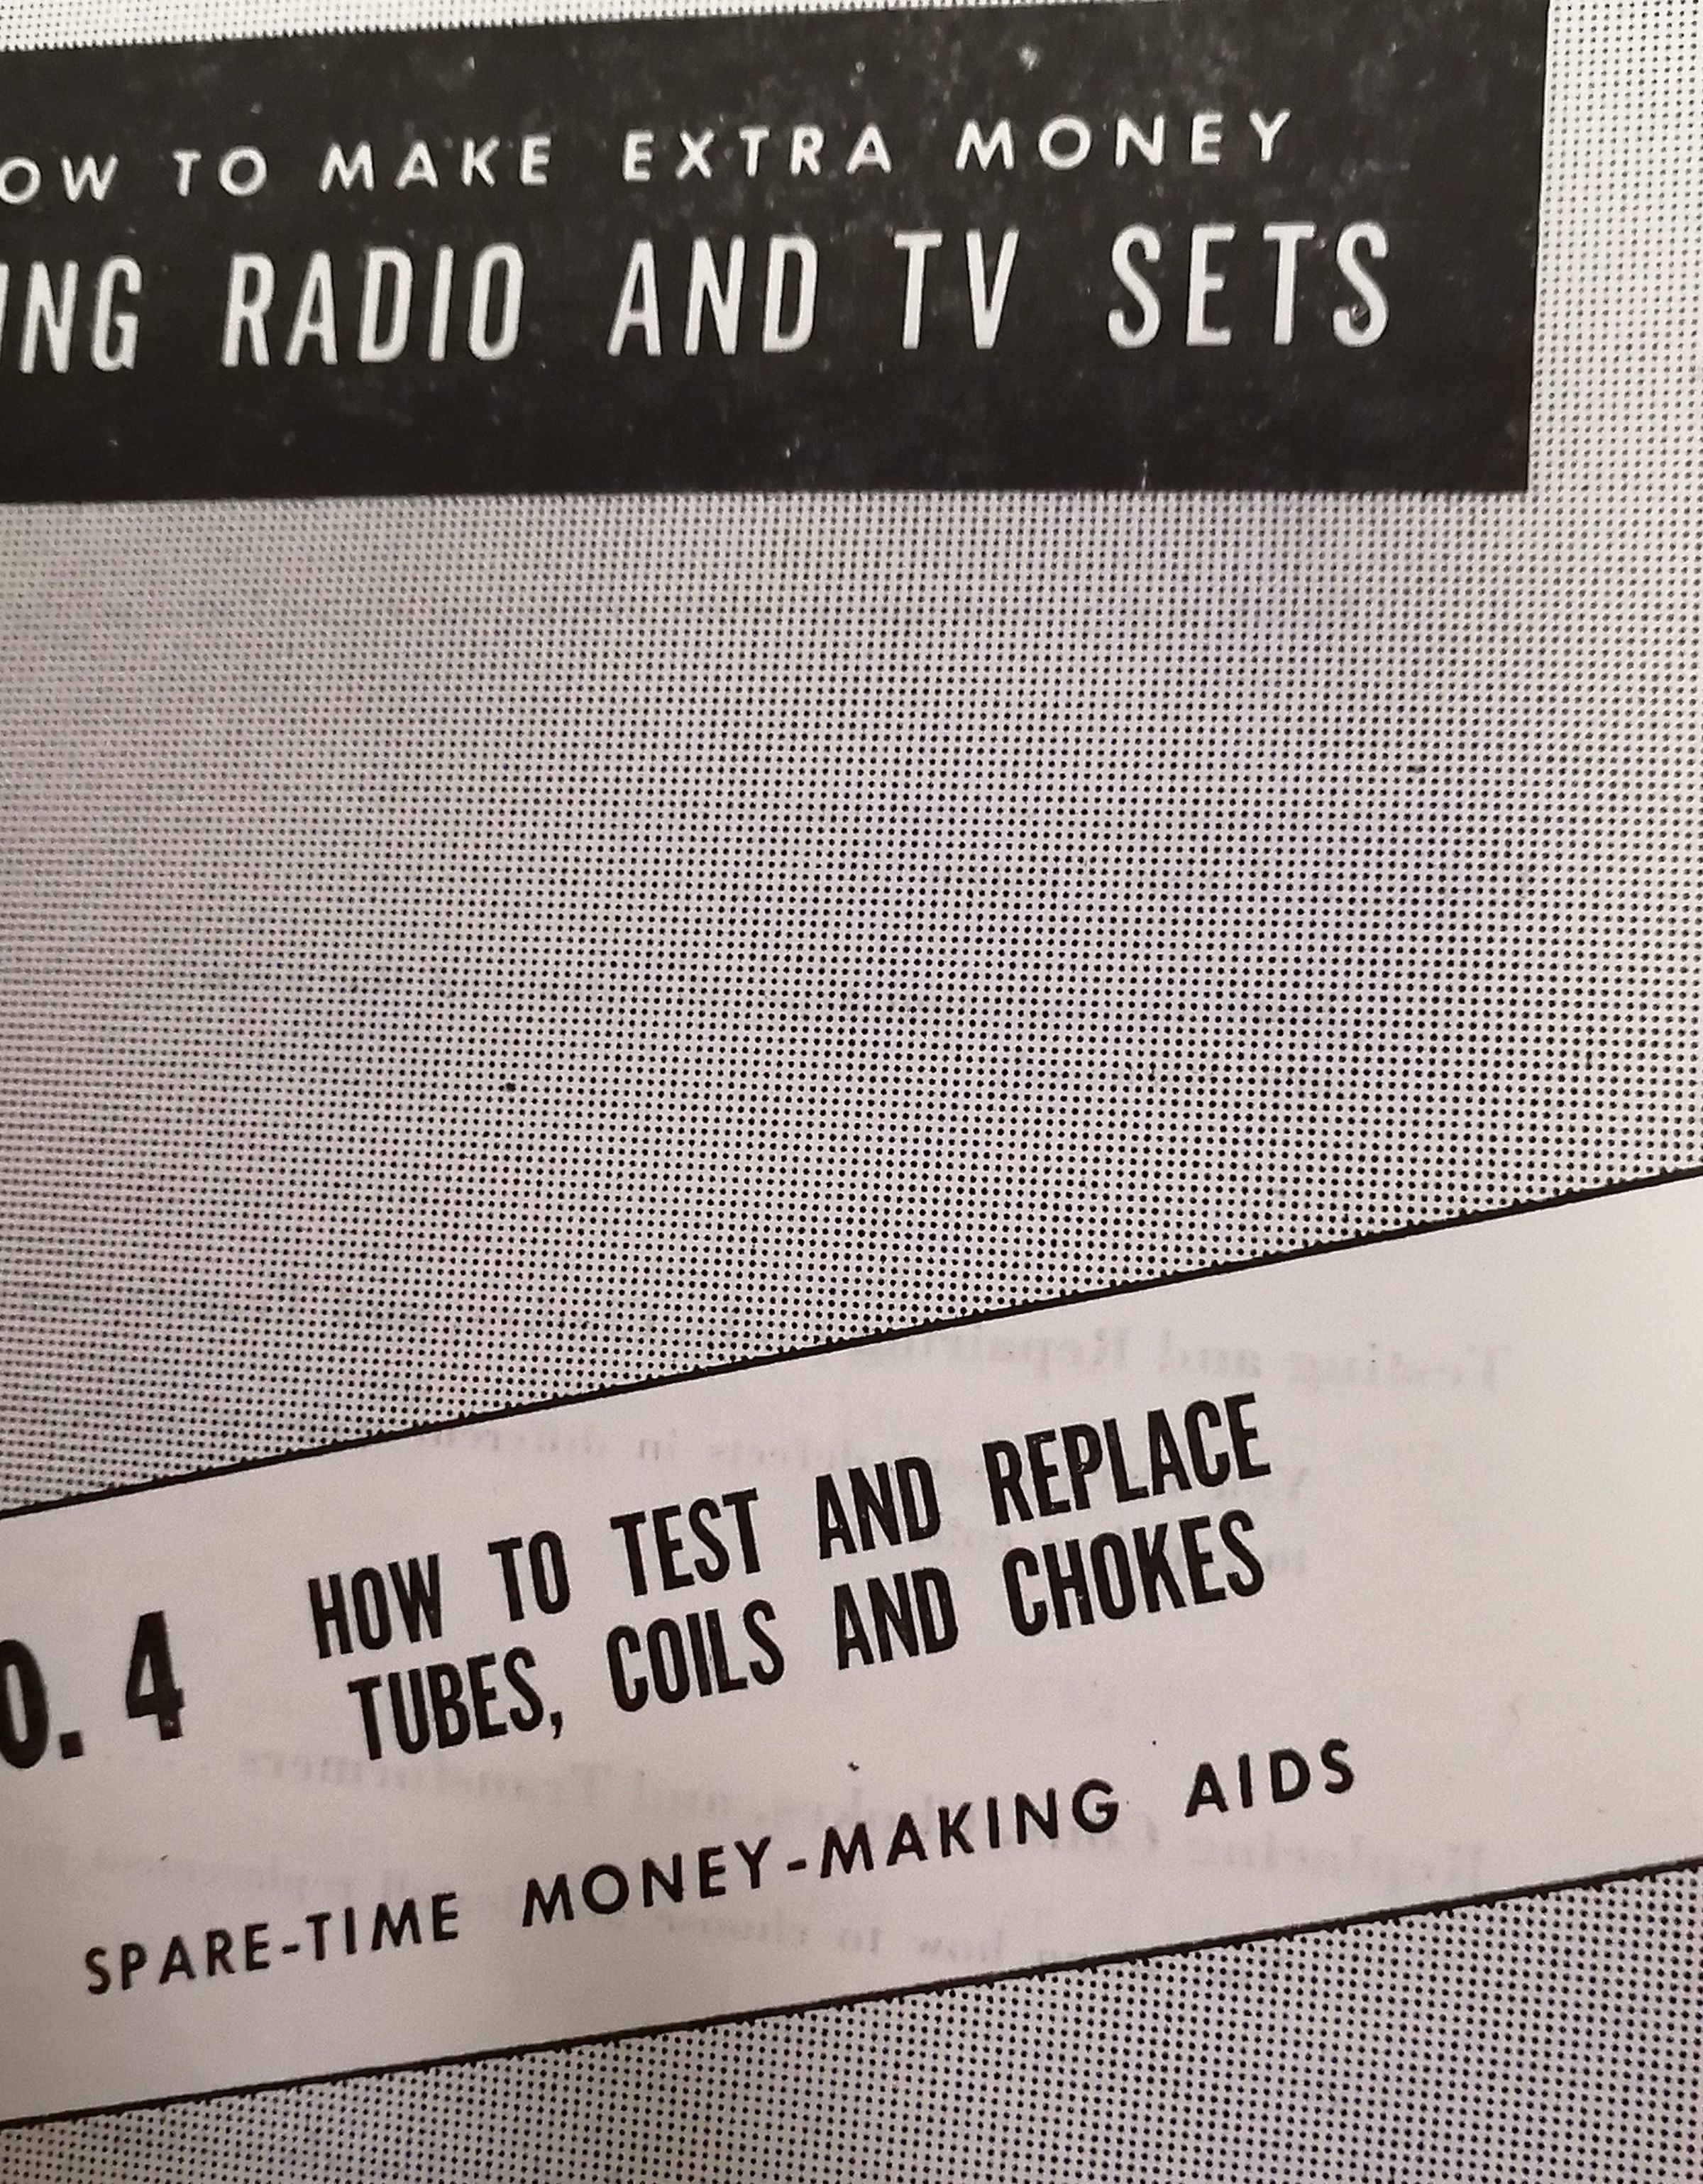 OW TO MAKE EXTRA MONEY
ING RADIO AND TV SETS
O. 4
HOW TO TEST AND REPLACE
TUBES, COILS AND CHOKES
SPARE-TIME MONEY-MAKING AIDS